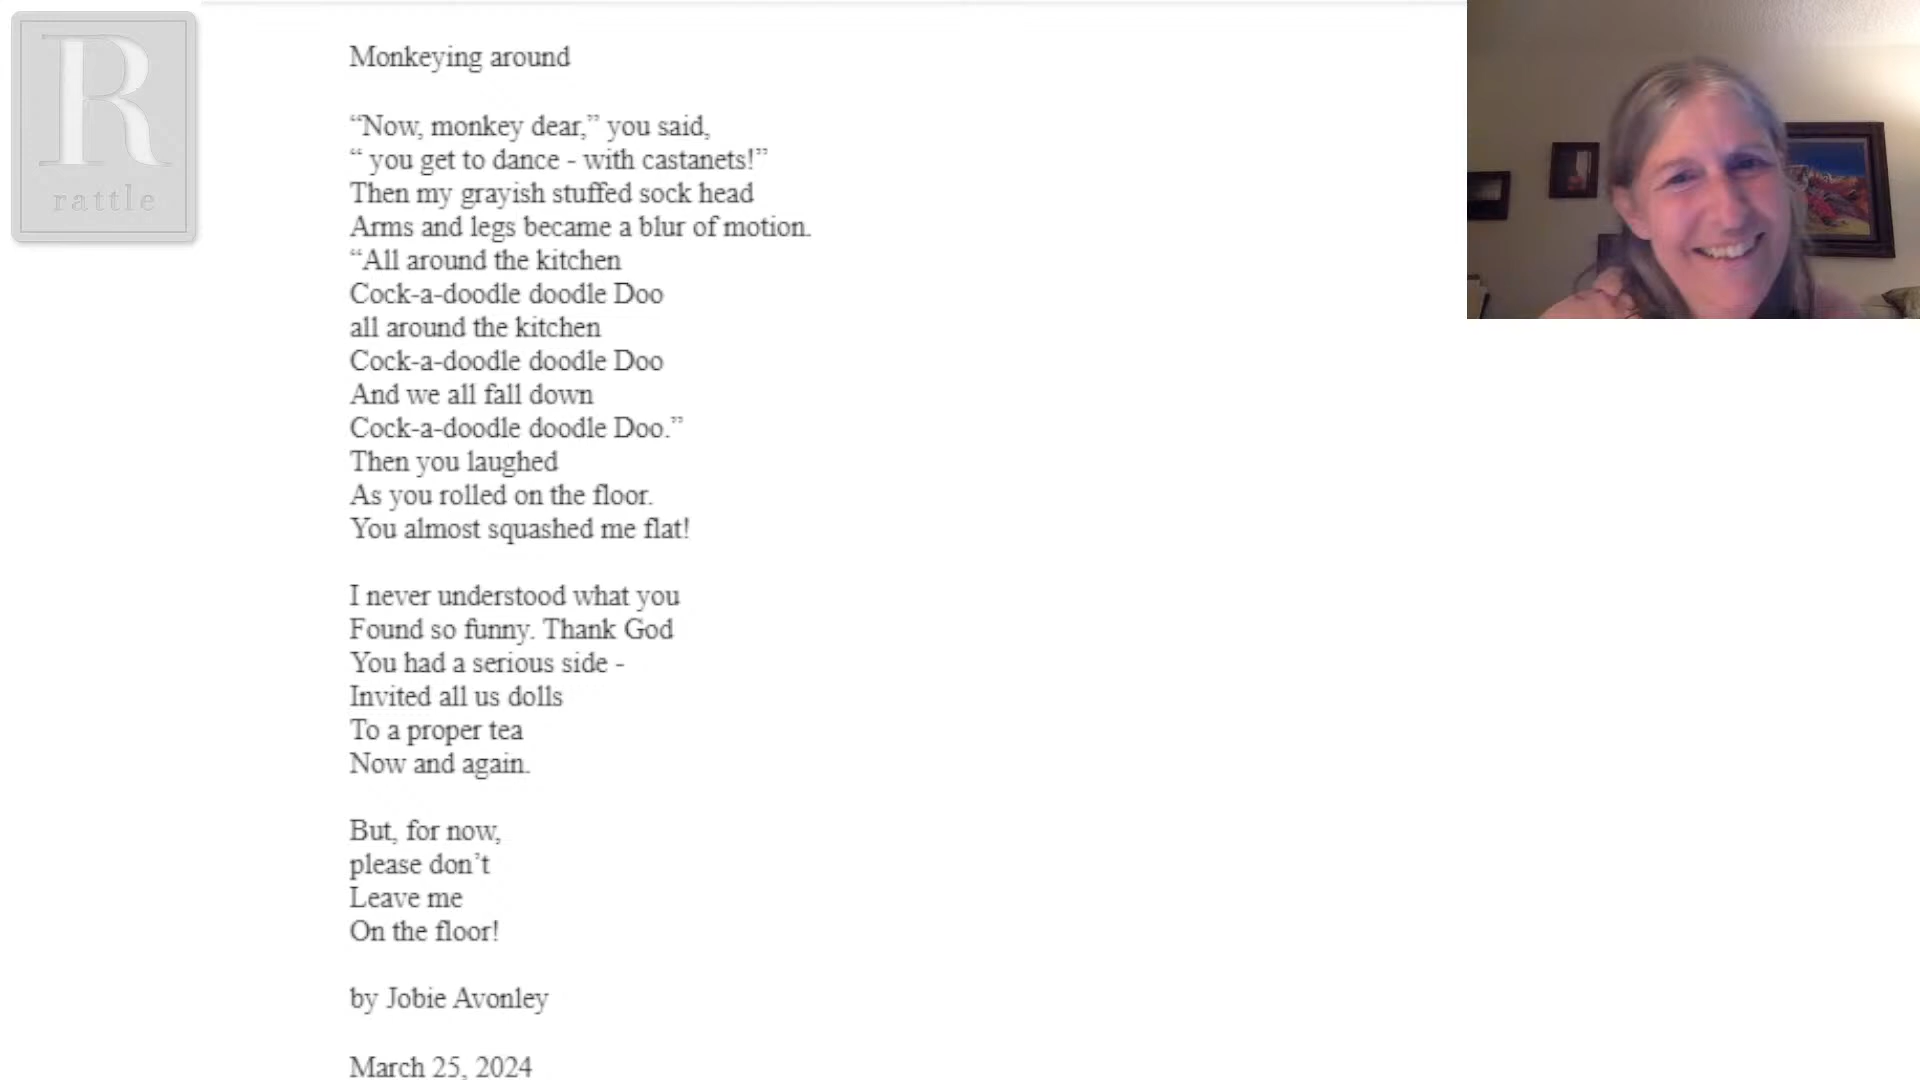 R
rattle
Monkeying around
“Now, monkey dear,” you said,
“ you get to dance - with castanets!”
Then my grayish stuffed sock head
Arms and legs became a blur of motion.
“All around the kitchen
Cock-a-doodle doodle Doo
all around the kitchen
Cock-a-doodle doodle Doo
And we all fall down
Cock-a-doodle doodle Doo.”
Then you laughed
As you rolled on the floor.
You almost squashed me flat!
I never understood what you
Found so funny. Thank God
You had a serious side -
Invited all us dolls
To a proper tea
Now and again.
But, for now,
please don’t
Leave me
On the floor!
by Jobie Avonley
March 25, 2024